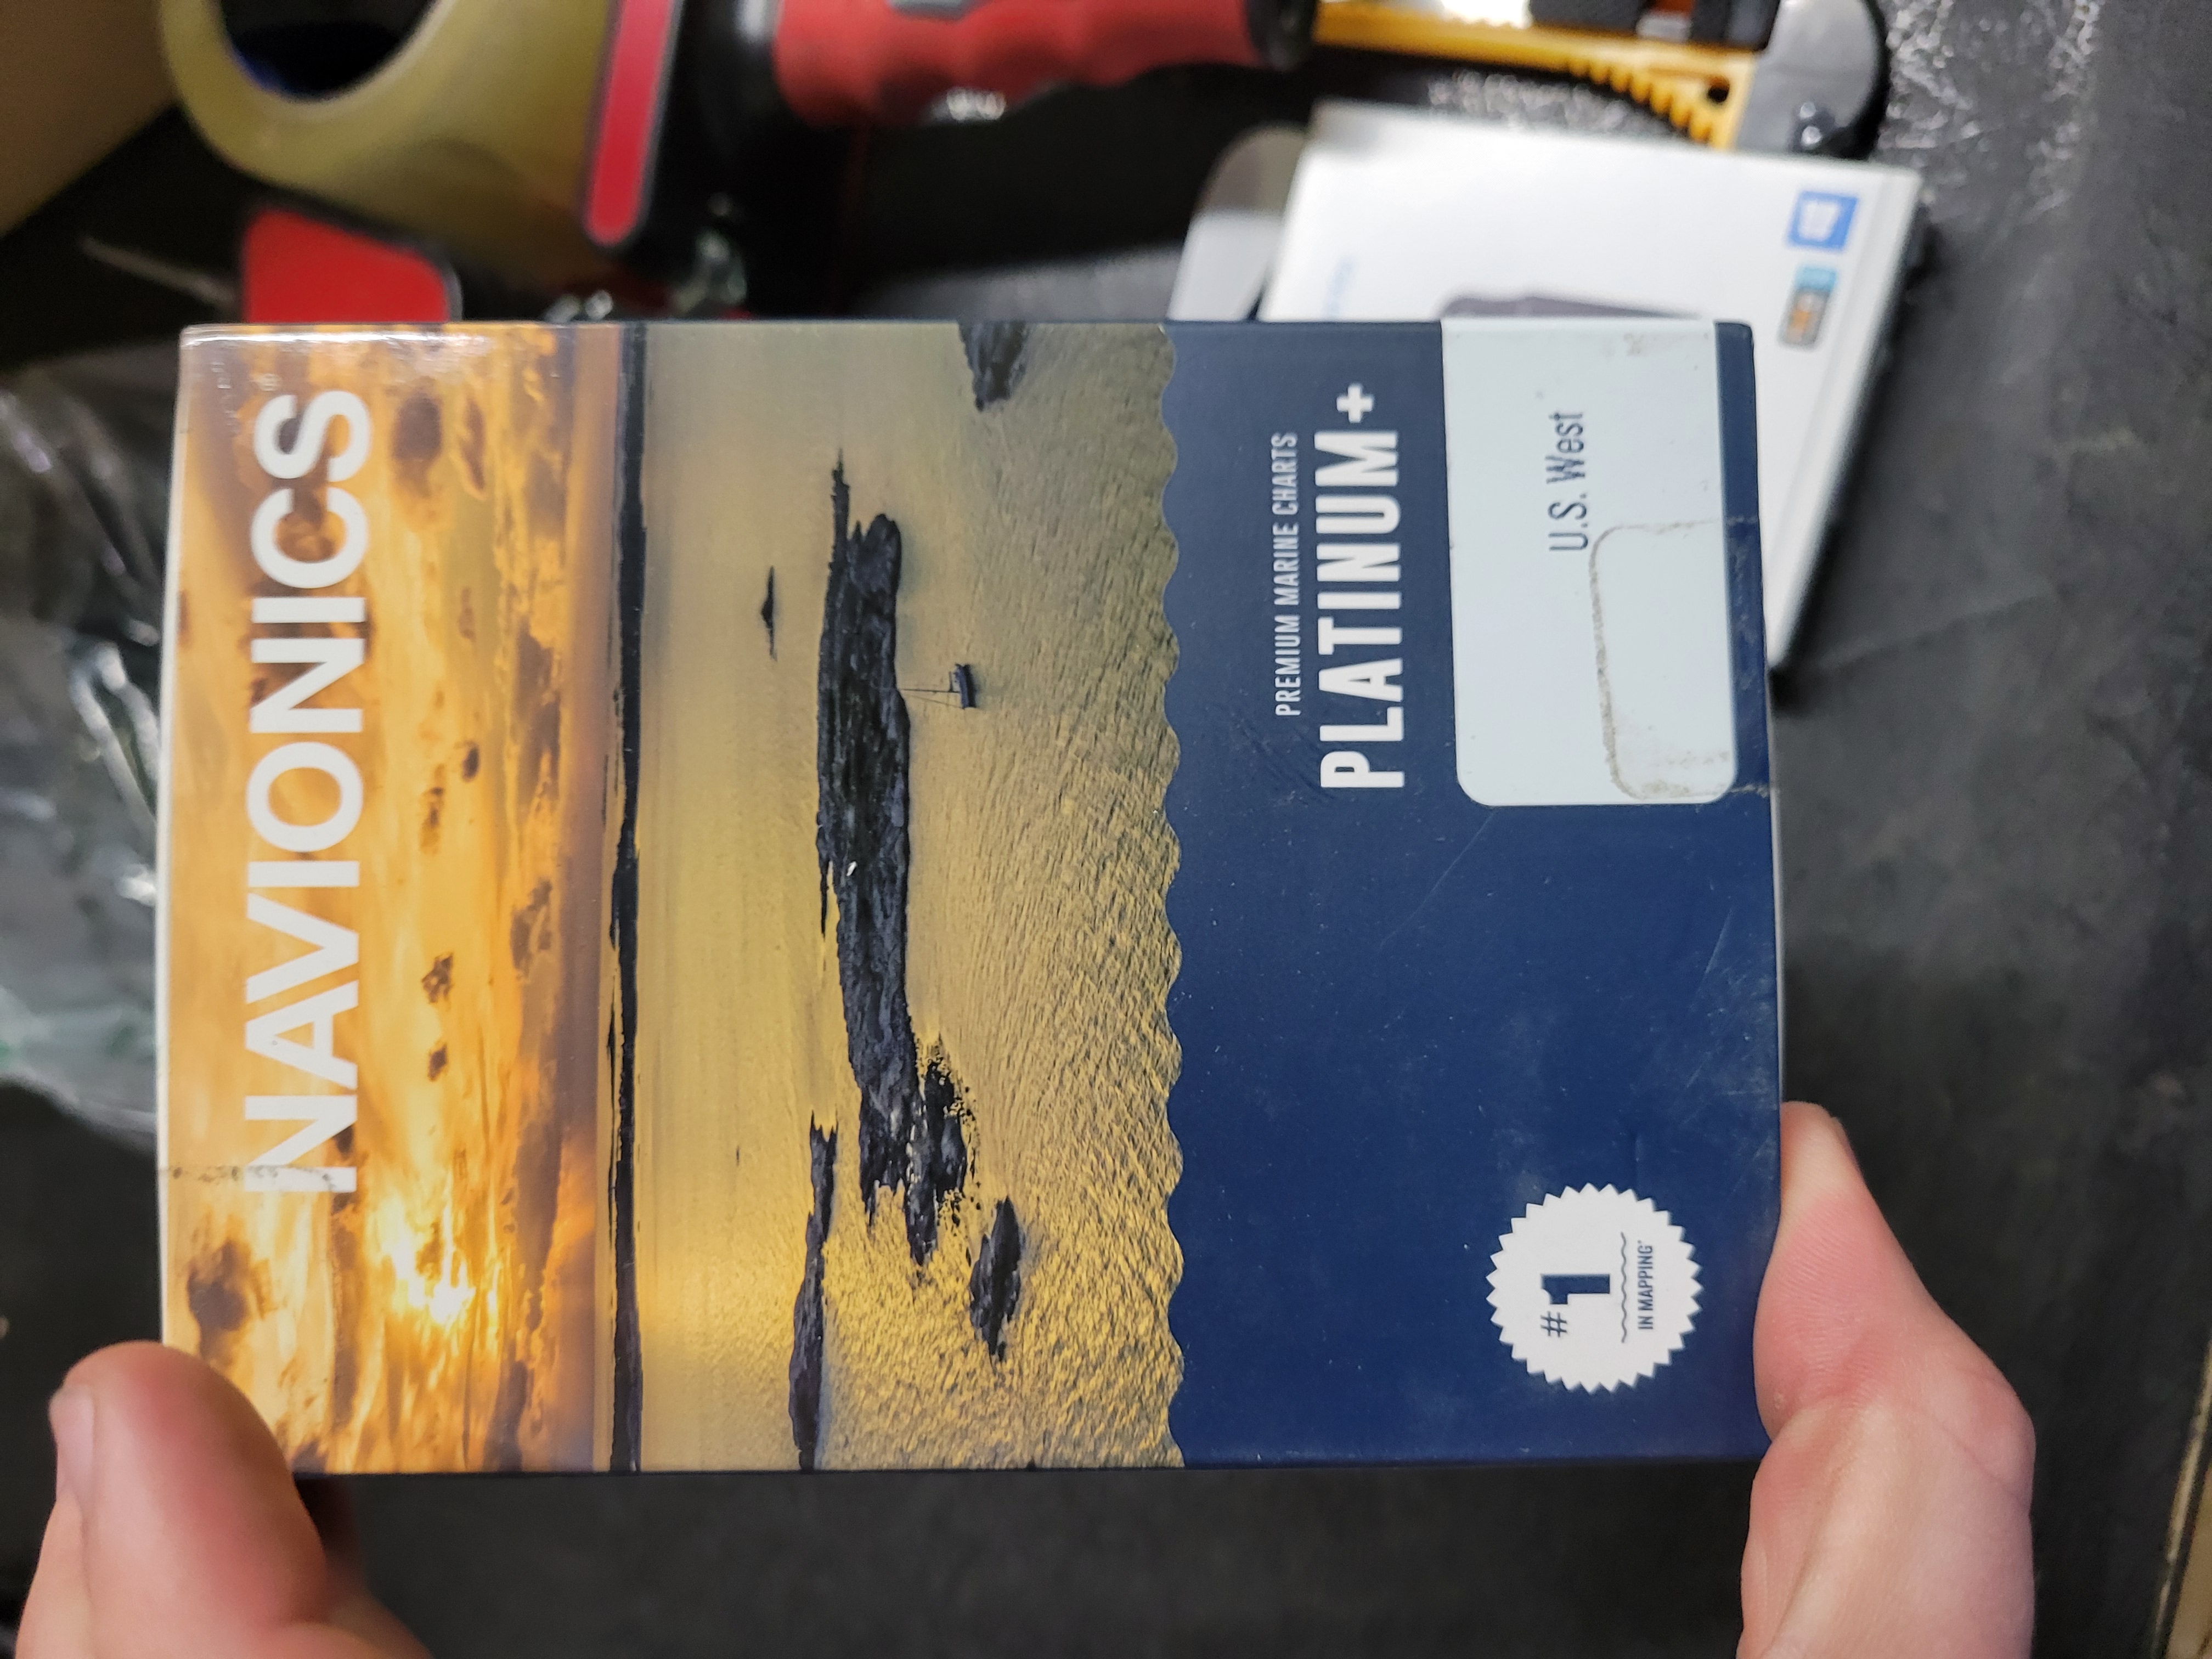 NAVIONICS®
PREMIUM MARINE CHARTS
PLATINUM+
U.S. West
#1
IN MAPPING*